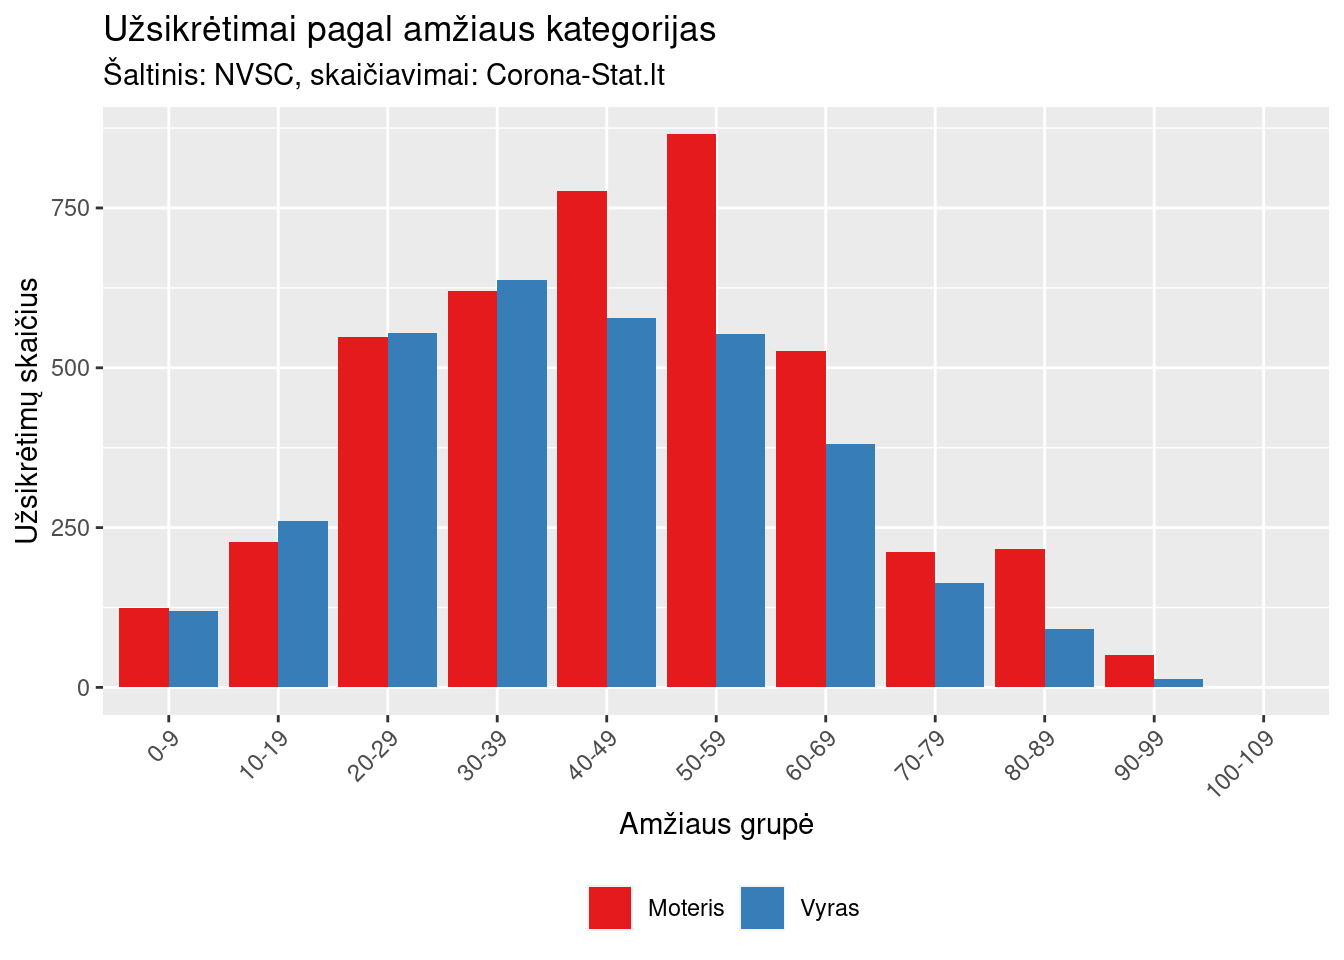 Užsikrėtimai pagal amžiaus kategorijas
Šaltinis: NVSC, skaičiavimai: Corona-Stat.lt
Užsikrėtimų skaičius
750
500
250
0
0-9
10-19
20-29
30-39
40-49
50-59
60-69
70-79
80-89
90-99
100-109
Amžiaus grupė
Moteris
Vyras